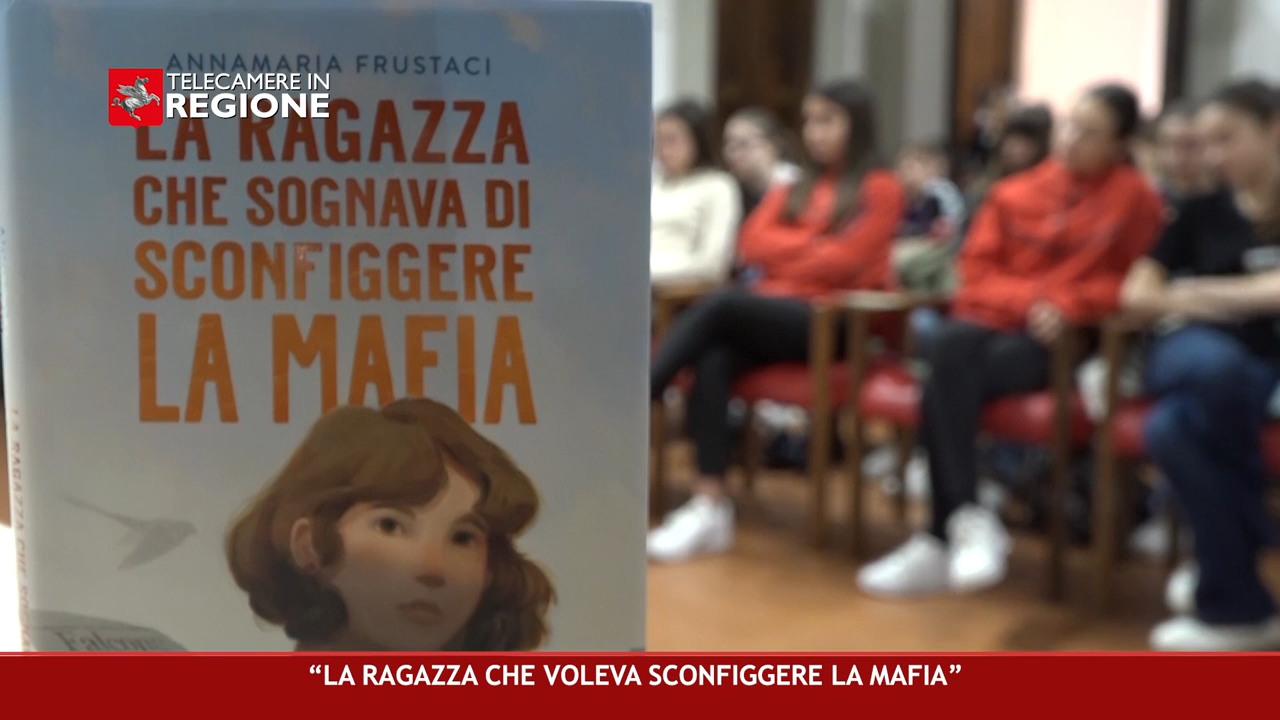 ANNAMARIA FRUSTACI
TELECAMERE IN
REGIONE
LA RAGAZZA
CHE SOGNAVA DI
SCONFIGGERE
LA MAFIA
Falcone
“LA RAGAZZA CHE VOLEVA SCONFIGGERE LA MAFIA”